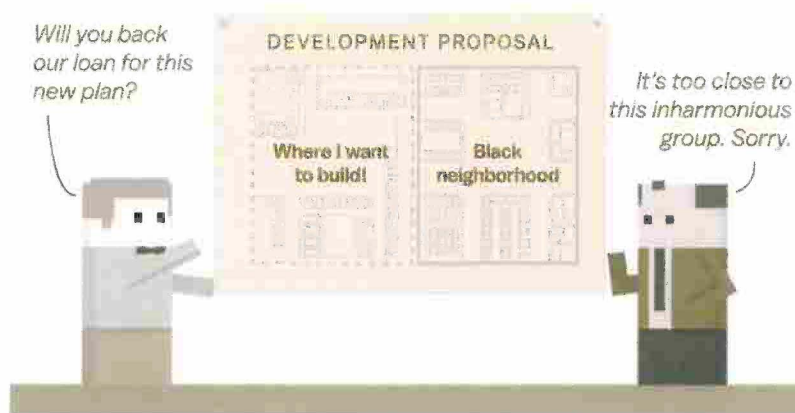 Will you back
our loan for this
new plan?
DEVELOPMENT PROPOSAL
Where I want
to build!
Black
neighborhood
It's too close to
this inharmonious
group. Sorry.